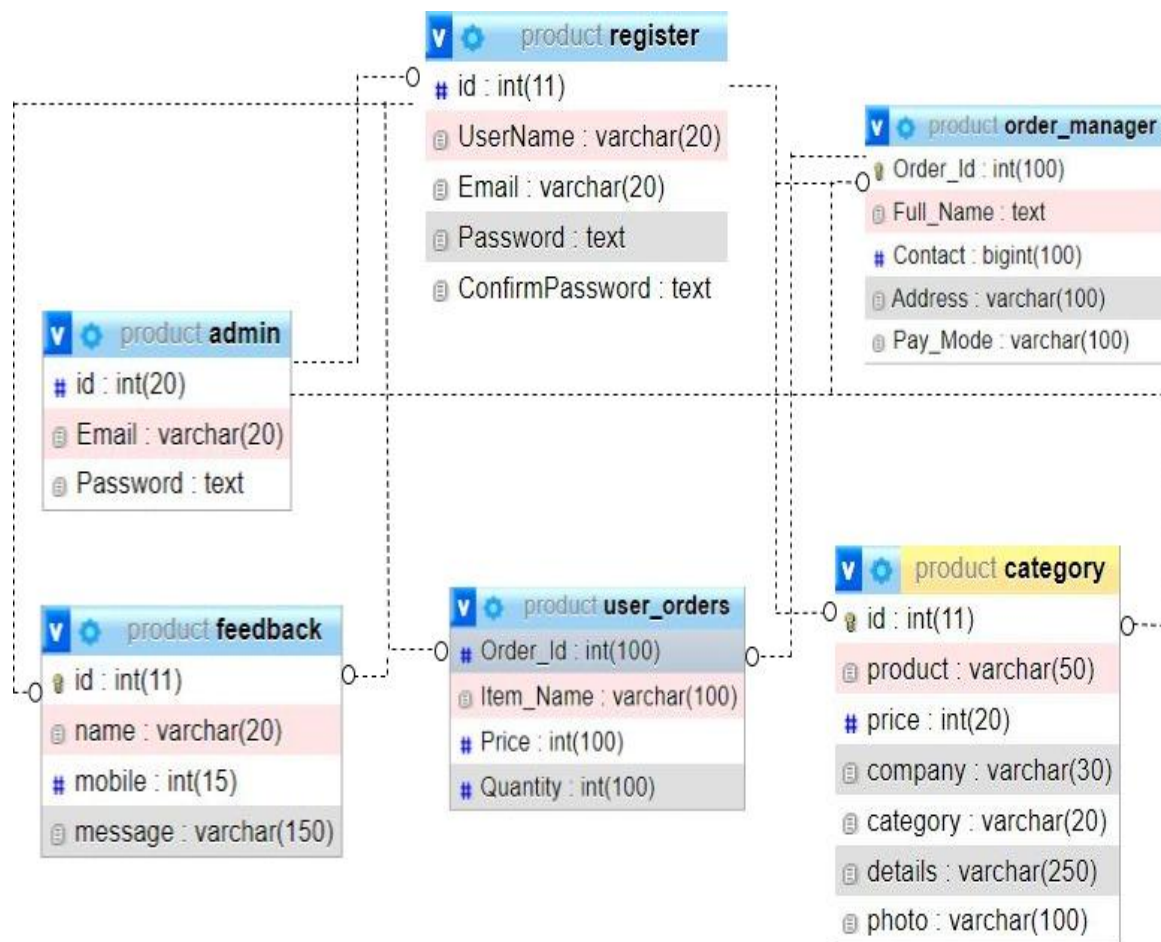 product register
# id : int(11)
UserName : varchar(20)
Email : varchar(20)
Password : text
ConfirmPassword : text
v product order_manager
Order_Id : int(100)
Full_Name : text
# Contact : bigint(100)
Address : varchar(100)
Pay_Mode : varchar(100)
v product admin
# id : int(20)
Email : varchar(20)
Password : text
v product feedback
id : int(11)
name : varchar(20)
# mobile : int(15)
message : varchar(150)
v product user_orders
# Order_Id : int(100)
Item_Name : varchar(100)
# Price : int(100)
# Quantity : int(100)
v product category
id : int(11)
product : varchar(50)
# price : int(20)
company : varchar(30)
category : varchar(20)
details : varchar(250)
photo : varchar(100)